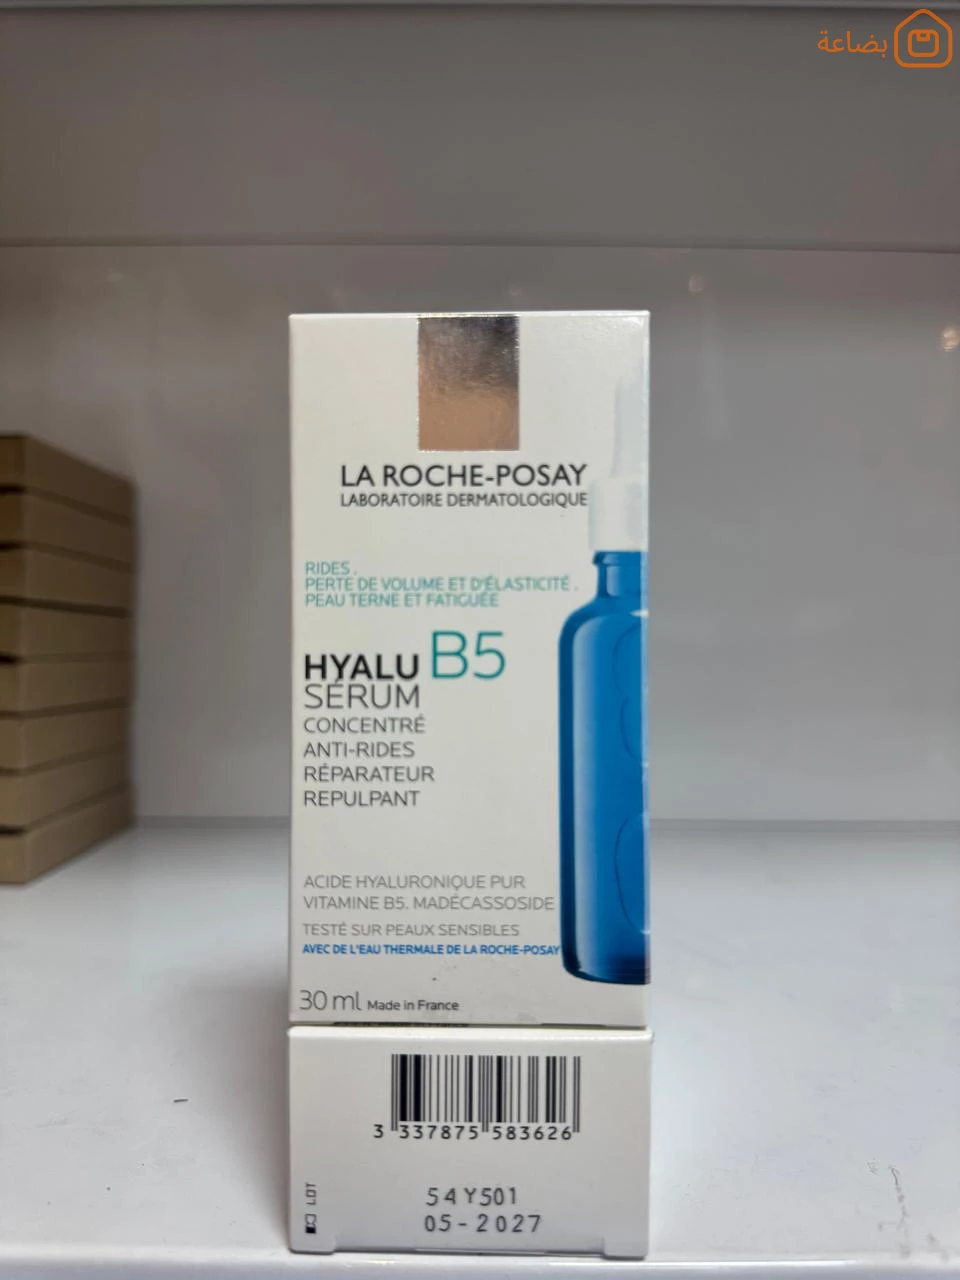 بضاعة
LA ROCHE-POSAY
LABORATOIRE DERMATOLOGIQUE
RIDES.
PERTE DE VOLUME ET D'ÉLASTICITÉ.
PEAU TERNE ET FATIGUÉE
HYALU B5
SÉRUM
CONCENTRÉ
ANTI-RIDES
RÉPARATEUR
REPULPANT
ACIDE HYALURONIQUE PUR
VITAMINE B5. MADÉCASSOSIDE
TESTÉ SUR PEAUX SENSIBLES
AVEC DE L'EAU THERMALE DE LA ROCHE-POSAY
30 ml Made in France
3 337875 583626
LOT
54Y501
05-2027